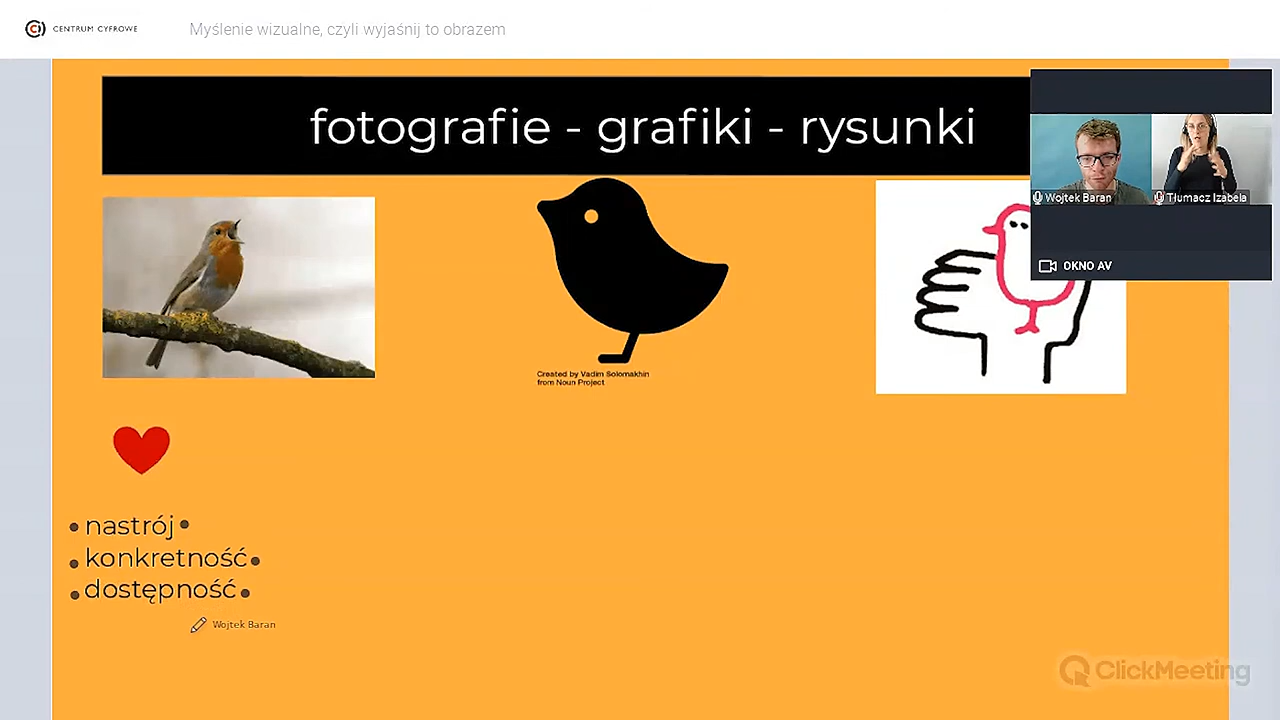 CENTRUM CYFROWE
Myślenie wizualne, czyli wyjaśnij to obrazem
fotografie - grafiki - rysunki
Wojtek Baran
Tłumacz Izabela
OKNO AV
Created by Vadim Solomakhin
from Noun Project
nastrój
konkretność
dostępność
Wojtek Baran
ClickMeeting